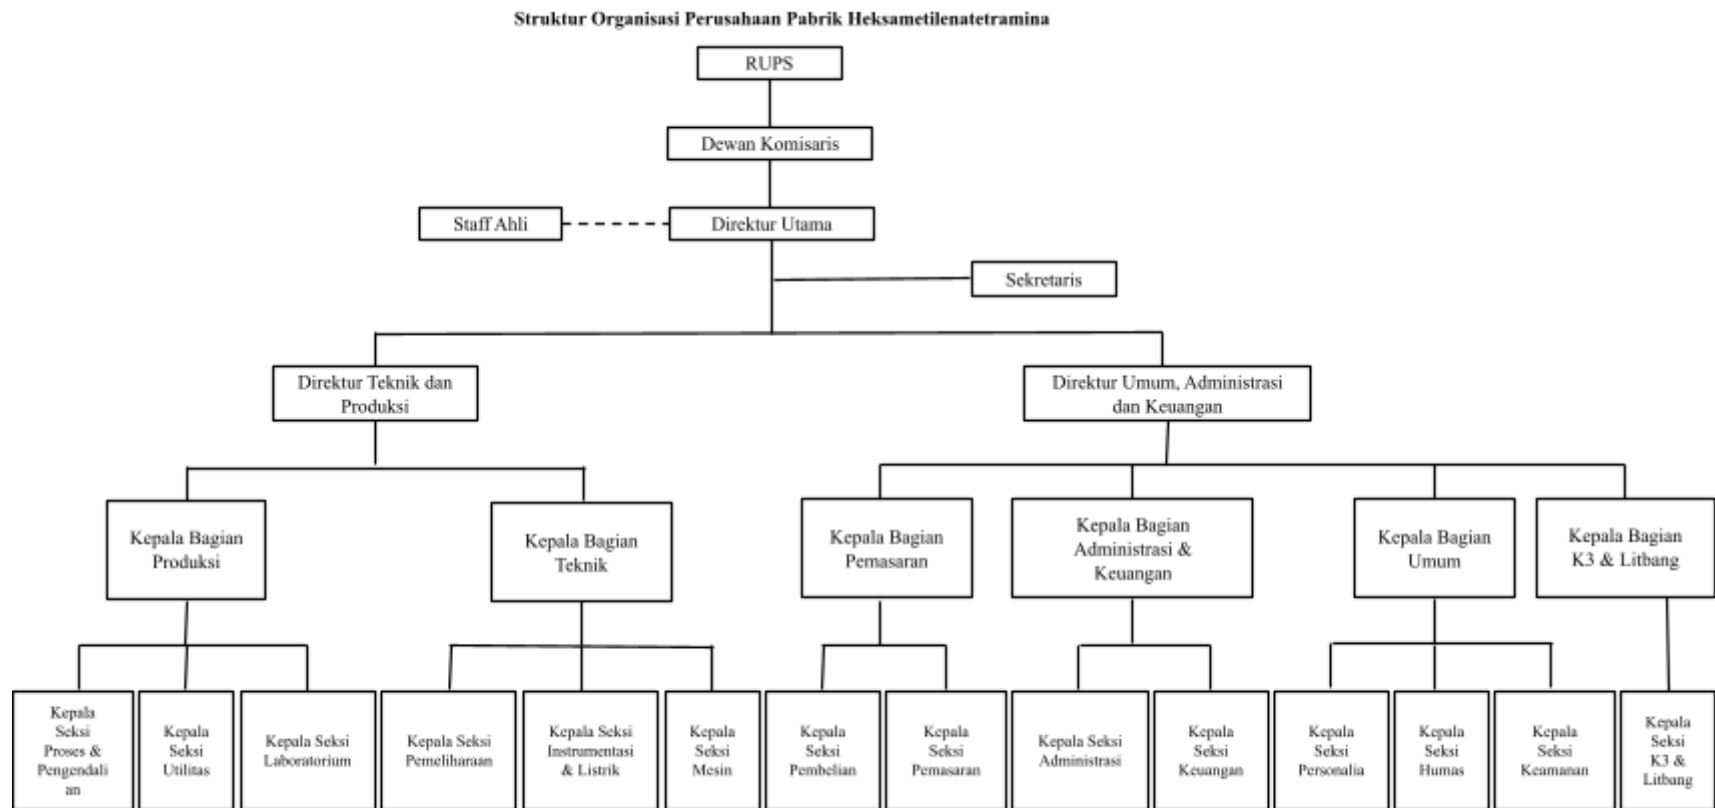 Struktur Organisasi Perusahaan Pabrik Heksametilenatetramina
RUPS
Dewan Komisaris
Staff Ahli
Direktur Utama
Sekretaris
Direktur Teknik dan
Produksi
Direktur Umum, Administrasi
dan Keuangan
Kepala Bagian
Produksi
Kepala Bagian
Teknik
Kepala Bagian
Pemasaran
Kepala Bagian
Administrasi &
Keuangan
Kepala Bagian
Umum
Kepala Bagian
K3 & Litbang
Kepala
Seksi
Proses &
Pengendali
an
Kepala
Seksi
Utilitas
Kepala Seksi
Laboratorium
Kepala Seksi
Pemeliharaan
Kepala Seksi
Instrumentasi
& Listrik
Kepala
Seksi
Mesin
Kepala
Seksi
Pembelian
Kepala
Seksi
Pemasaran
Kepala Seksi
Administrasi
Kepala
Seksi
Keuangan
Kepala
Seksi
Personalia
Kepala
Seksi
Humas
Kepala
Seksi
Keamanan
Kepala
Seksi
K3 &
Litbang